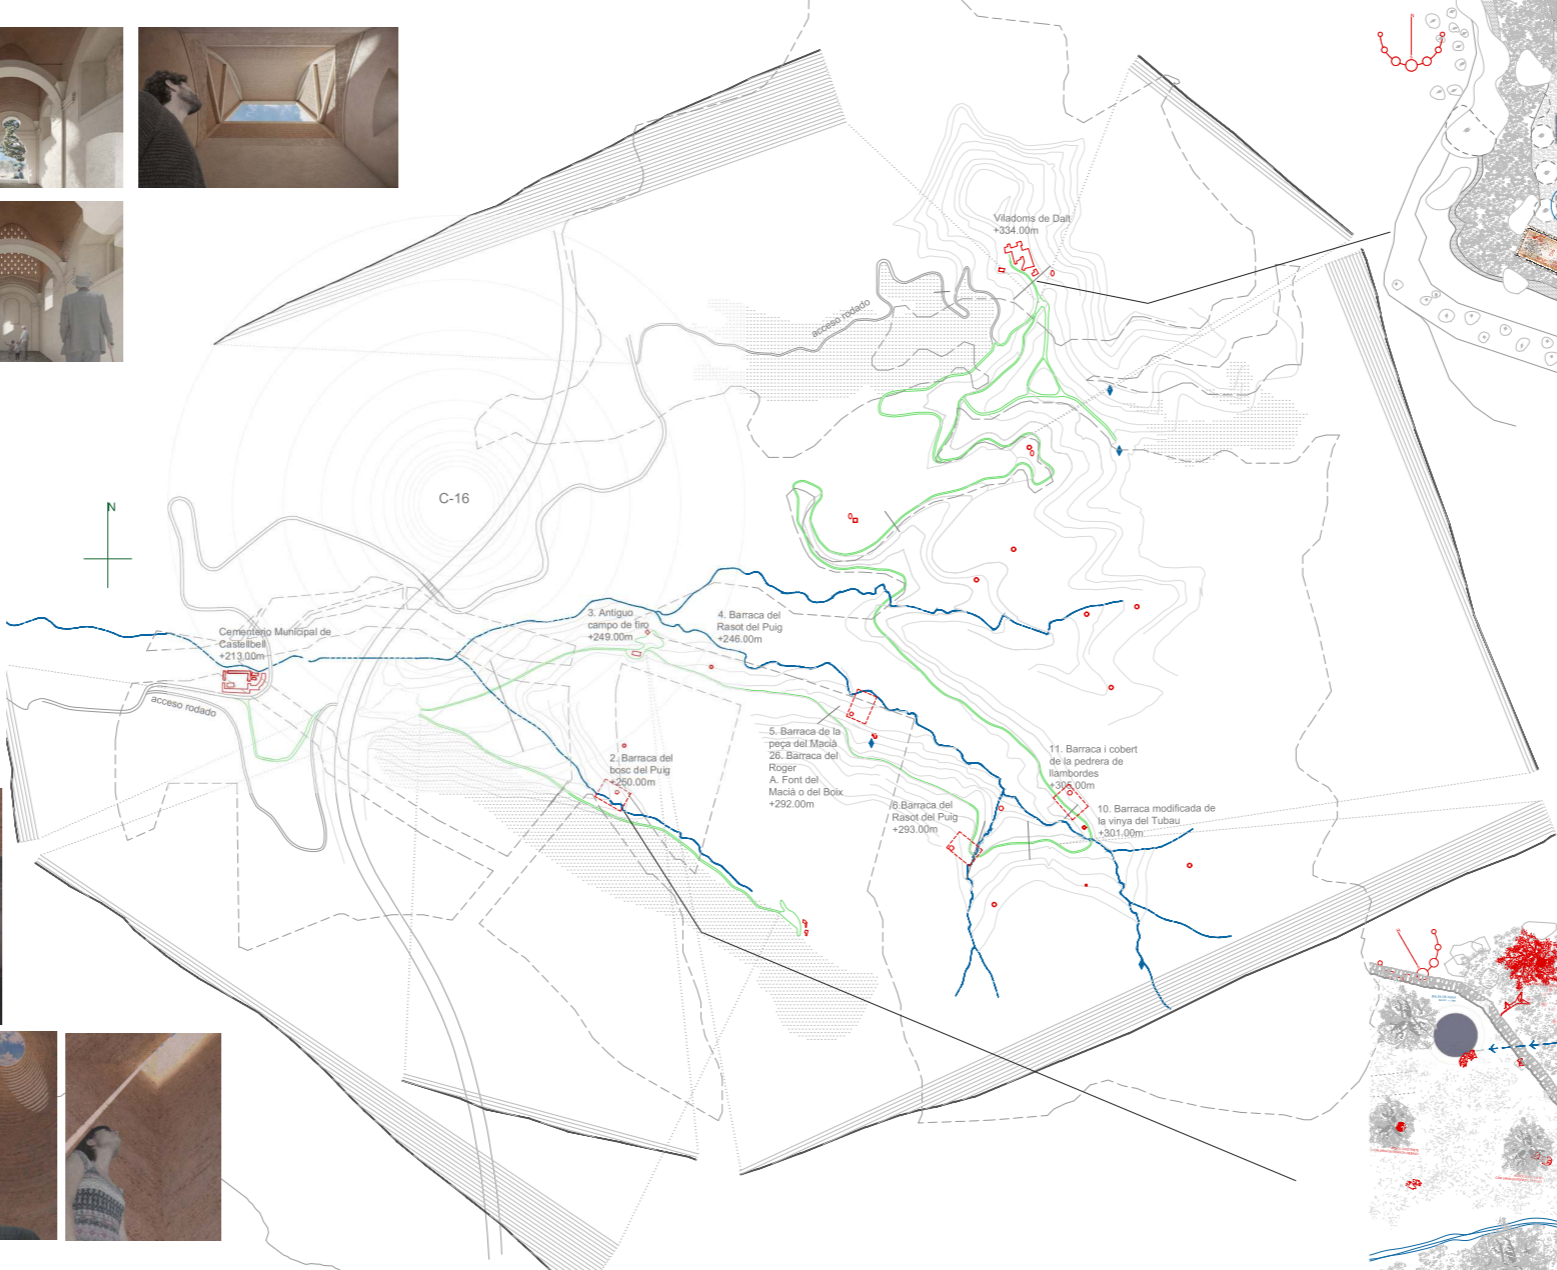 N
Viladoms de Dalt
+334.00m
acceso rodado
C-16
N
3. Antiguo
campo de tiro
+249.00m
4. Barraca del
Rasot del Puig
+246.00m
Cementerio Municipal de
Castellbell
+213.00m
acceso rodado
2. Barraca del
bosc del Puig
+250.00m
5. Barraca de la
peça del Macià
26. Barraca del
Roger
A. Font del
Macià o del Boix
+292.00m
11. Barraca i cobert
de la pedrera de
llambordes
+305.00m
6.Barraca del
Rasot del Puig
+293.00m
10. Barraca modificada de
la vinya del Tubau
+301.00m